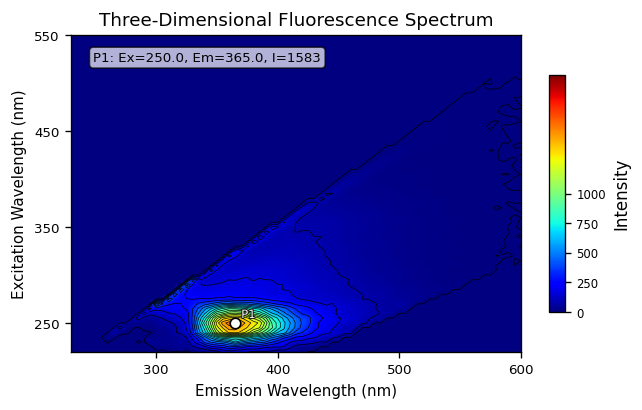 Three-Dimensional Fluorescence Spectrum
P1: Ex=250.0, Em=365.0, I=1583
P1
550
450
350
250
300
400
500
600
Excitation Wavelength (nm)
Emission Wavelength (nm)
1000
750
500
250
0
Intensity